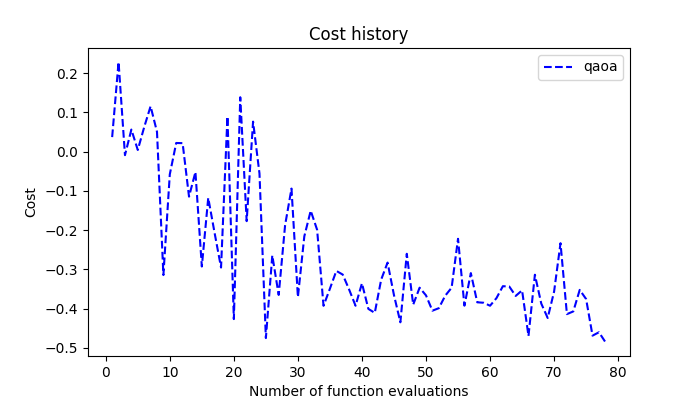 Cost history
qaoa
Cost
0.2
0.1
0.0
−0.1
−0.2
−0.3
−0.4
−0.5
0 10 20 30 40 50 60 70 80
Number of function evaluations